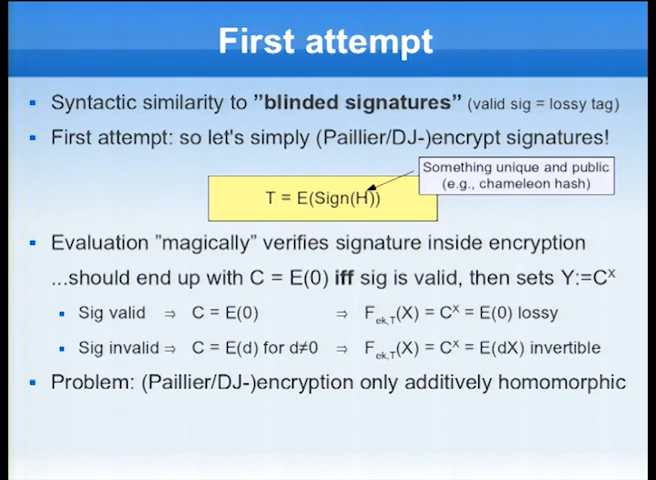 First attempt
▪ Syntactic similarity to ”blinded signatures” (valid sig = lossy tag)
▪ First attempt: so let's simply (Paillier/DJ-)encrypt signatures!
Something unique and public
(e.g., chameleon hash)
T = E(Sign(H))
▪ Evaluation ”magically” verifies signature inside encryption
...should end up with C = E(0) iff sig is valid, then sets Y:=Cˣ
▪ Sig valid ⇒ C = E(0) ⇒ F_ek,T(X) = Cˣ = E(0) lossy
▪ Sig invalid ⇒ C = E(d) for d≠0 ⇒ F_ek,T(X) = Cˣ = E(dX) invertible
▪ Problem: (Paillier/DJ-)encryption only additively homomorphic